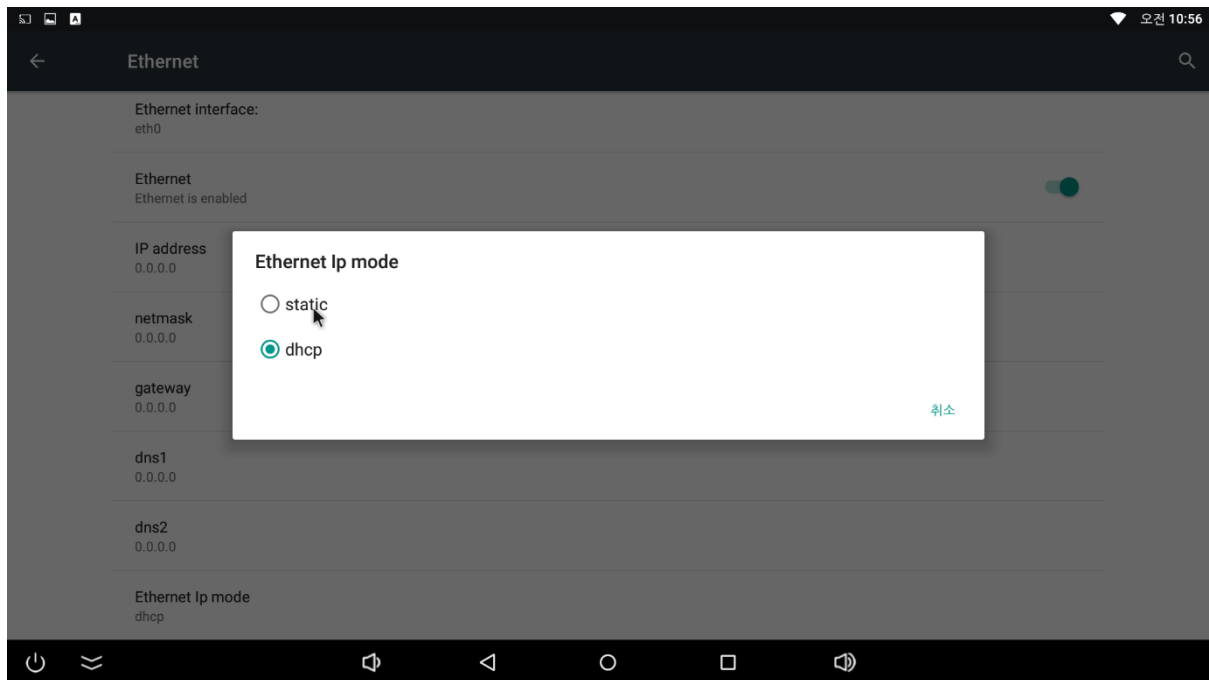 A
오전 10:56
Ethernet
Ethernet interface:
eth0
Ethernet
Ethernet is enabled
IP address
0.0.0.0
netmask
0.0.0.0
gateway
0.0.0.0
Ethernet Ip mode
static
dhcp
취소
dns1
0.0.0.0
dns2
0.0.0.0
Ethernet Ip mode
dhcp